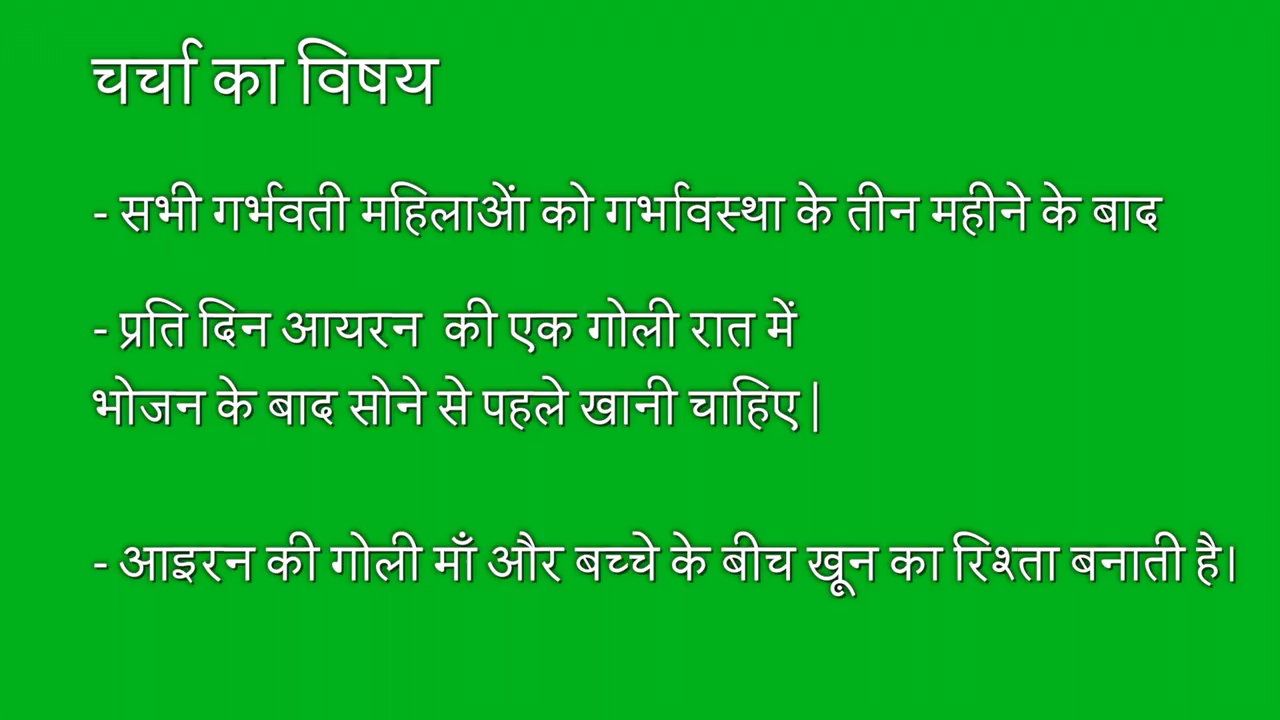 चर्चा का विषय
- सभी गर्भवती महिलाओं को गर्भावस्था के तीन महीने के बाद
- प्रति दिन आयरन की एक गोली रात में
भोजन के बाद सोने से पहले खानी चाहिए |
- आइरन की गोली माँ और बच्चे के बीच खून का रिश्ता बनाती है।